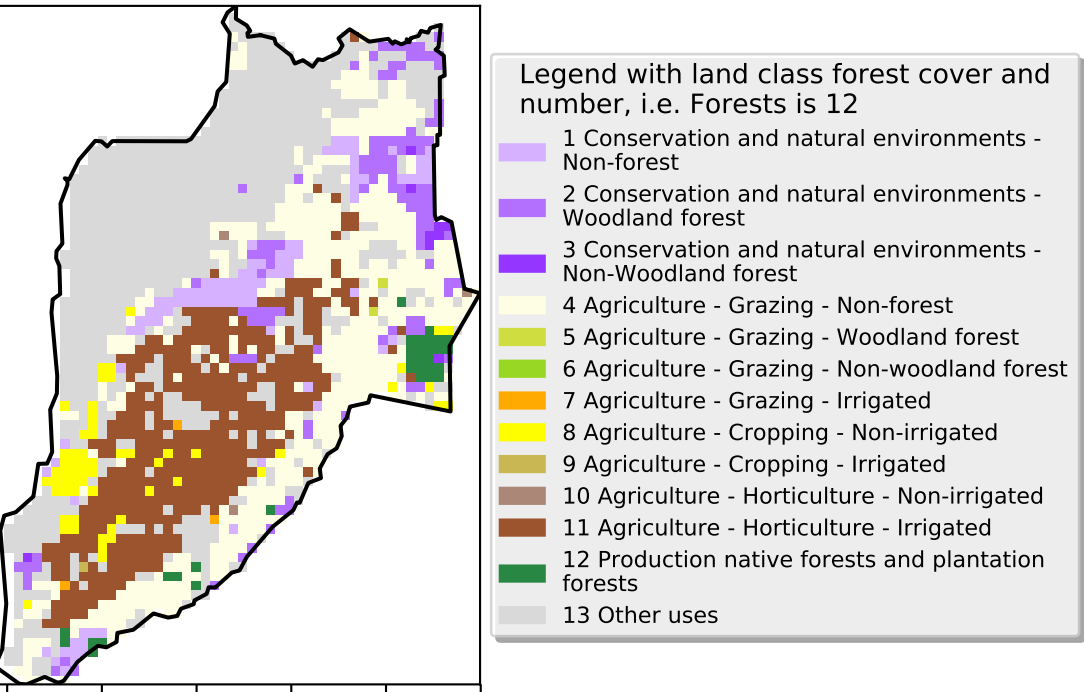 Legend with land class forest cover and
number, i.e. Forests is 12
1 Conservation and natural environments -
Non-forest
2 Conservation and natural environments -
Woodland forest
3 Conservation and natural environments -
Non-Woodland forest
4 Agriculture - Grazing - Non-forest
5 Agriculture - Grazing - Woodland forest
6 Agriculture - Grazing - Non-woodland forest
7 Agriculture - Grazing - Irrigated
8 Agriculture - Cropping - Non-irrigated
9 Agriculture - Cropping - Irrigated
10 Agriculture - Horticulture - Non-irrigated
11 Agriculture - Horticulture - Irrigated
12 Production native forests and plantation
forests
13 Other uses